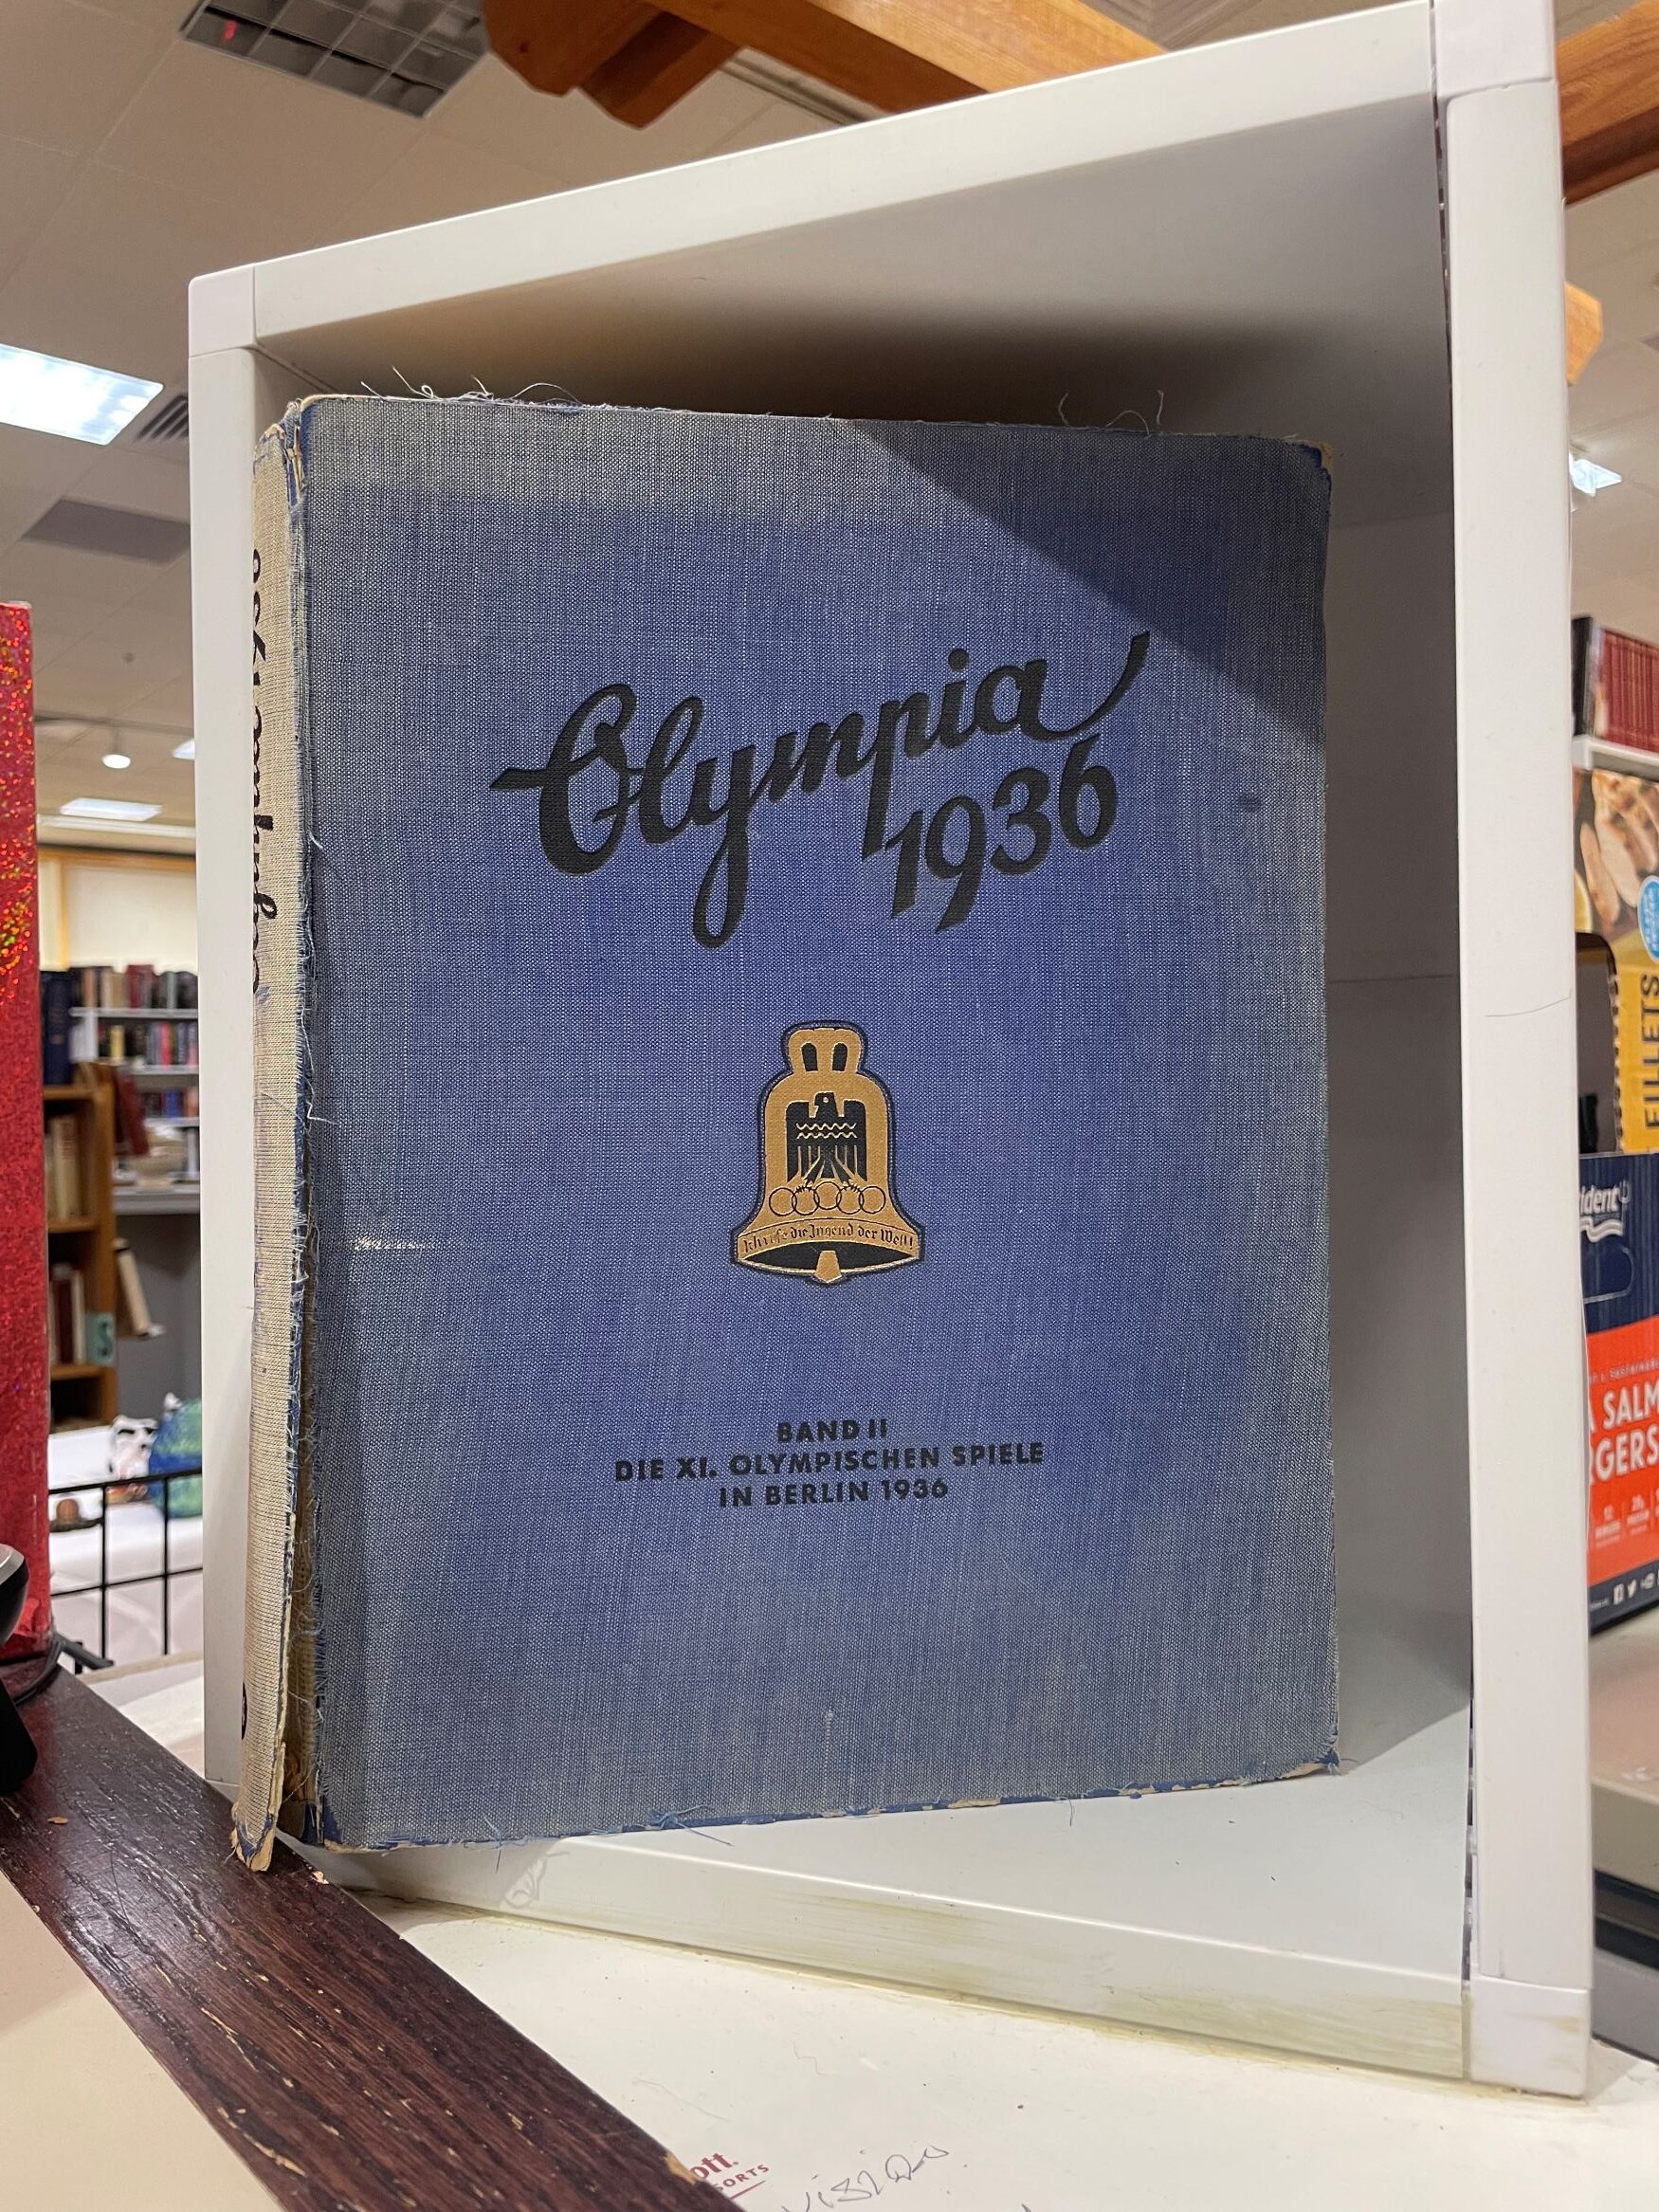 Olympia
1936
Ich rufe die Jugend der Welt!
BAND II
DIE XI. OLYMPISCHEN SPIELE
IN BERLIN 1936
FILLETS
SALM
RGERS